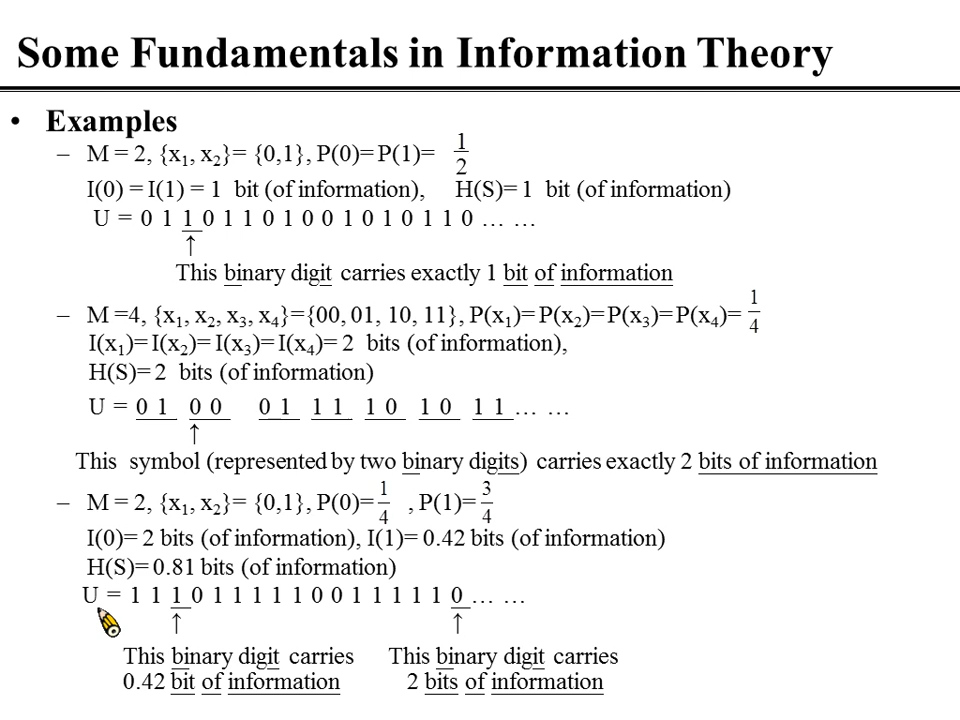 Some Fundamentals in Information Theory
• Examples
– M = 2, {x₁, x₂}= {0,1}, P(0)= P(1)= 1/2
I(0) = I(1) = 1 bit (of information), H(S)= 1 bit (of information)
U = 0 1 1 0 1 1 0 1 0 0 1 0 1 0 1 1 0 … …
↑
This binary digit carries exactly 1 bit of information
– M =4, {x₁, x₂, x₃, x₄}={00, 01, 10, 11}, P(x₁)= P(x₂)= P(x₃)= P(x₄)= 1/4
I(x₁)= I(x₂)= I(x₃)= I(x₄)= 2 bits (of information),
H(S)= 2 bits (of information)
U = 0 1 0 0 0 1 1 1 1 0 1 0 1 1 … …
↑
This symbol (represented by two binary digits) carries exactly 2 bits of information
– M = 2, {x₁, x₂}= {0,1}, P(0)= 1/4 , P(1)= 3/4
I(0)= 2 bits (of information), I(1)= 0.42 bits (of information)
H(S)= 0.81 bits (of information)
U = 1 1 1 0 1 1 1 1 1 0 0 1 1 1 1 1 0 … …
↑ ↑
This binary digit carries This binary digit carries
0.42 bit of information 2 bits of information